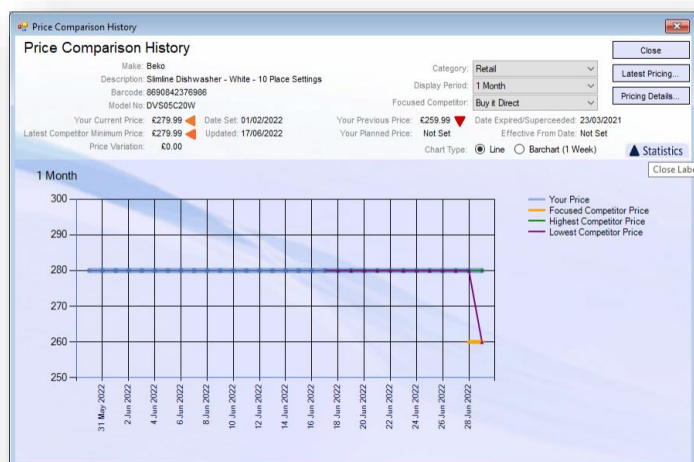 Price Comparison History
Price Comparison History
Close
Make: Beko
Description: Slimline Dishwasher - White - 10 Place Settings
Barcode: 8690842376986
Model No: DVS05C20W
Category: Retail
Display Period: 1 Month
Focused Competitor: Buy it Direct
Latest Pricing...
Pricing Details...
Your Current Price: £279.99 Date Set: 01/02/2022 Your Previous Price: £259.99 Date Expired/Superceeded: 23/03/2021
Latest Competitor Minimum Price: £279.99 Updated: 17/06/2022 Your Planned Price: Not Set Effective From Date: Not Set
Price Variation: £0.00 Chart Type: Line Barchart (1 Week) Statistics
Close Labe
1 Month
300
290
280
270
260
250
Your Price
Focused Competitor Price
Highest Competitor Price
Lowest Competitor Price
31 May 2022
2 Jun 2022
4 Jun 2022
6 Jun 2022
8 Jun 2022
10 Jun 2022
12 Jun 2022
14 Jun 2022
16 Jun 2022
18 Jun 2022
20 Jun 2022
22 Jun 2022
24 Jun 2022
26 Jun 2022
28 Jun 2022